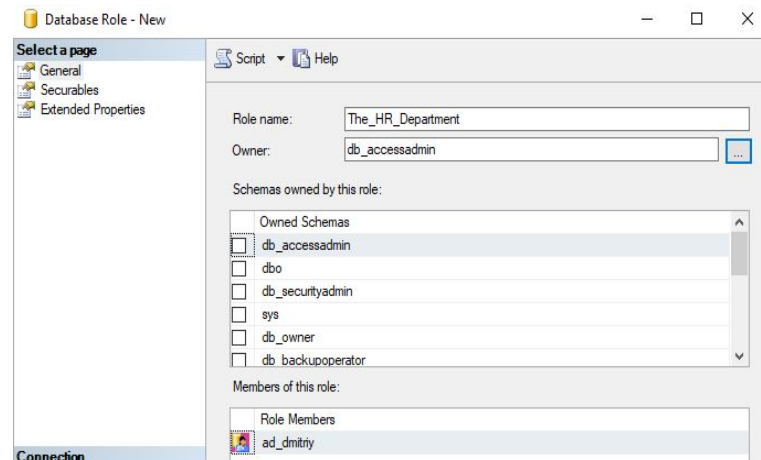 Database Role - New
Select a page
General
Securables
Extended Properties
Connection
Script Help
Role name: The_HR_Department
Owner: db_accessadmin ...
Schemas owned by this role:
Owned Schemas
db_accessadmin
dbo
db_securityadmin
sys
db_owner
db_backupoperator
Members of this role:
Role Members
ad_dmitriy